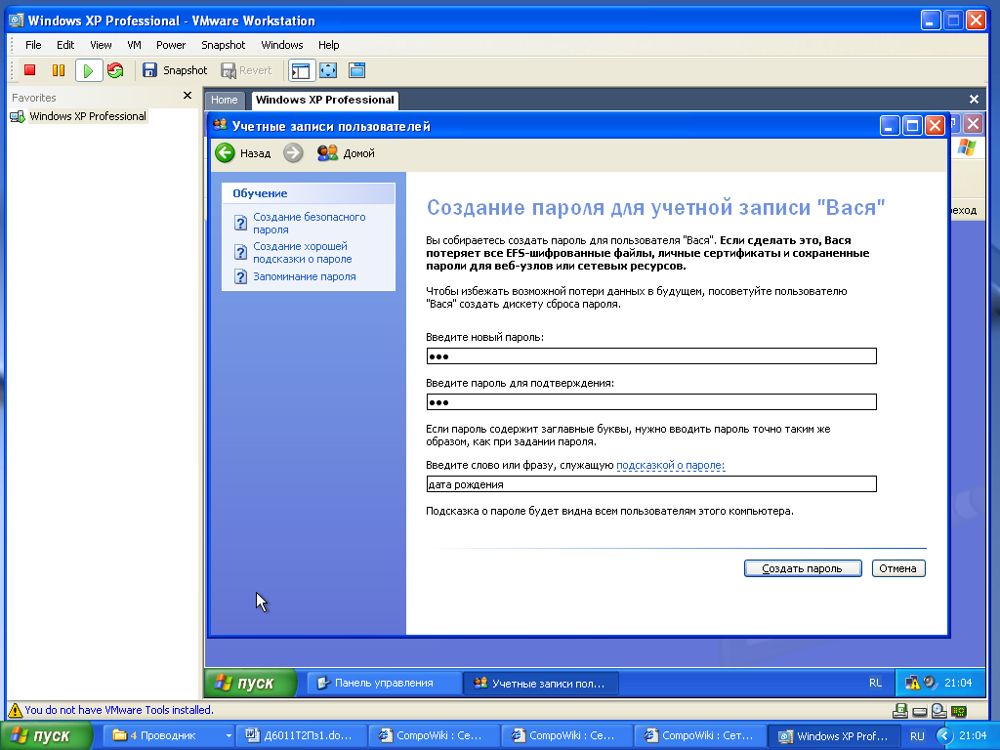 Windows XP Professional - VMware Workstation
File Edit View VM Power Snapshot Windows Help
Snapshot Revert
Favorites
Windows XP Professional
Home Windows XP Professional
Учетные записи пользователей
Назад Домой
реход
Обучение
Создание безопасного
пароля
Создание хорошей
подсказки о пароле
Запоминание пароля
Создание пароля для учетной записи "Вася"
Вы собираетесь создать пароль для пользователя "Вася". Если сделать это, Вася
потеряет все EFS-шифрованные файлы, личные сертификаты и сохраненные
пароли для веб-узлов или сетевых ресурсов.
Чтобы избежать возможной потери данных в будущем, посоветуйте пользователю
"Вася" создать дискету сброса пароля.
Введите новый пароль:
●●●
Введите пароль для подтверждения:
●●●
Если пароль содержит заглавные буквы, нужно вводить пароль точно таким же
образом, как при задании пароля.
Введите слово или фразу, служащую подсказкой о пароле:
дата рождения
Подсказка о пароле будет видна всем пользователям этого компьютера.
Создать пароль Отмена
пуск Панель управления Учетные записи пол... RL 21:04
You do not have VMware Tools installed.
пуск 4 Проводник Д6011Т2Пз1.do... CompoWiki : Се... CompoWiki : Се... CompoWiki : Сет... Windows XP Prof... RU 21:04